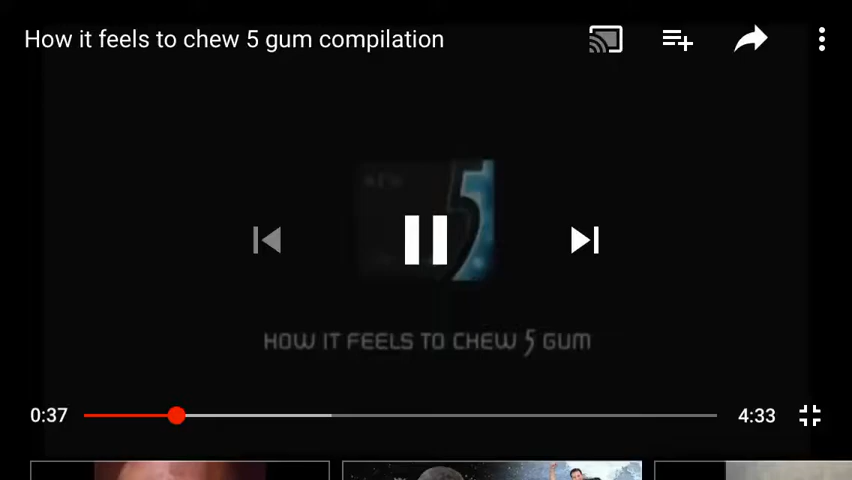 How it feels to chew 5 gum compilation
5
HOW IT FEELS TO CHEW 5 GUM
0:37
4:33